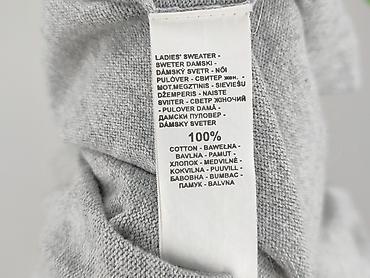 LADIES' SWEATER -
SWETER DAMSKI -
DÁMSKÝ SVETR - NŐI
PULÓVER - СВИТЕР жен. -
MOT.MEGZTINIS - SIEVIEŠU
DŽEMPERIS - NAISTE
SVIITER - СВЕТР ЖІНОЧИЙ
- PULOVER DAMĂ -
ДАМСКИ ПУЛОВЕР -
DÁMSKY SVETER
100%
COTTON - BAWEŁNA -
BAVLNA - PAMUT -
ХЛОПОК - MEDVILNĖ -
KOKVILNA - PUUVILL -
БАВОВНА - BUMBAC -
ПАМУК - BALVNA